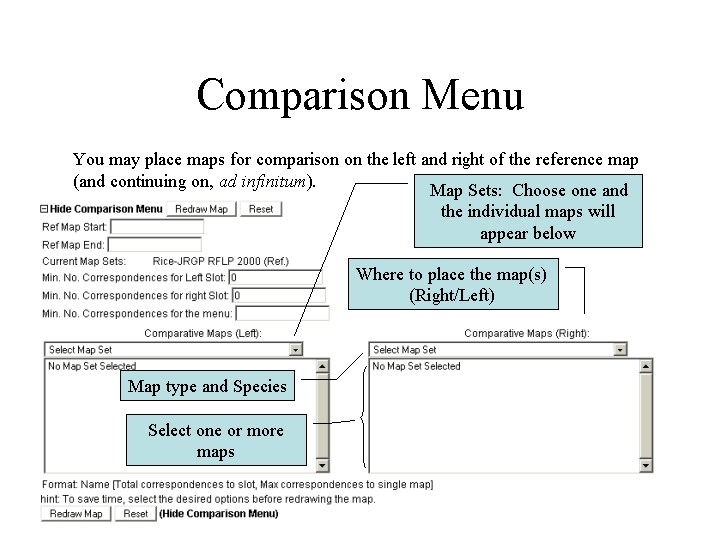 Comparison Menu
You may place maps for comparison on the left and right of the reference map
(and continuing on, ad infinitum).
Map Sets: Choose one and
the individual maps will
appear below
Hide Comparison Menu Redraw Map Reset
Ref Map Start:
Ref Map End:
Current Map Sets: Rice-JRGP RFLP 2000 (Ref.)
Min. No. Correspondences for Left Slot: 0
Min. No. Correspondences for right Slot: 0
Min. No. Correspondences for the menu:
Where to place the map(s)
(Right/Left)
Comparative Maps (Left): Comparative Maps (Right):
Select Map Set Select Map Set
No Map Set Selected No Map Set Selected
Map type and Species
Select one or more
maps
Format: Name [Total correspondences to slot, Max correspondences to single map]
hint: To save time, select the desired options before redrawing the map.
Redraw Map Reset (Hide Comparison Menu)